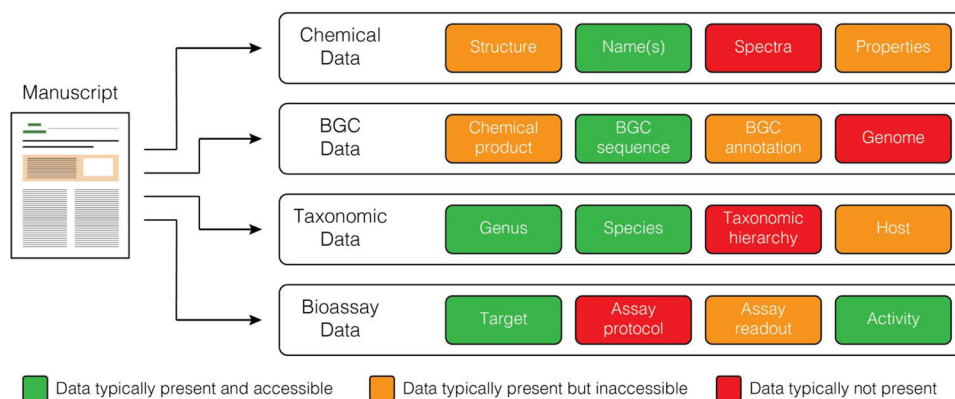 Manuscript
Chemical
Data
Structure
Name(s)
Spectra
Properties
BGC
Data
Chemical
product
BGC
sequence
BGC
annotation
Genome
Taxonomic
Data
Genus
Species
Taxonomic
hierarchy
Host
Bioassay
Data
Target
Assay
protocol
Assay
readout
Activity
Data typically present and accessible
Data typically present but inaccessible
Data typically not present